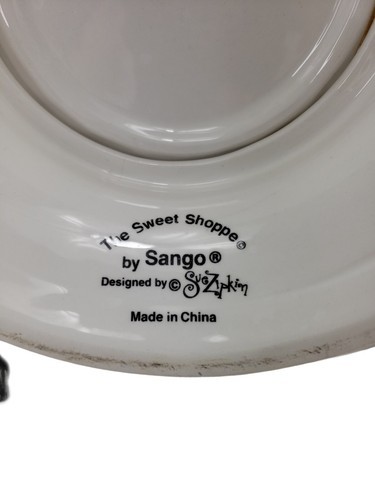 The Sweet Shoppe©
by Sango®
Designed by © Sue Zipkin
Made in China